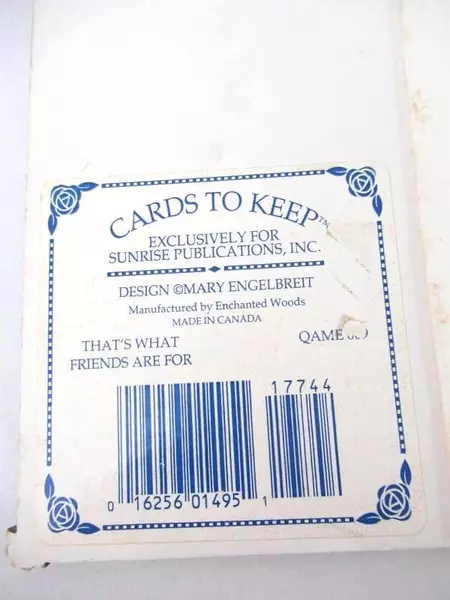 CARDS TO KEEP™
EXCLUSIVELY FOR
SUNRISE PUBLICATIONS, INC.
DESIGN ©MARY ENGELBREIT
Manufactured by Enchanted Woods
MADE IN CANADA
THAT'S WHAT
FRIENDS ARE FOR
QAME
17744
0 16256 01495 1